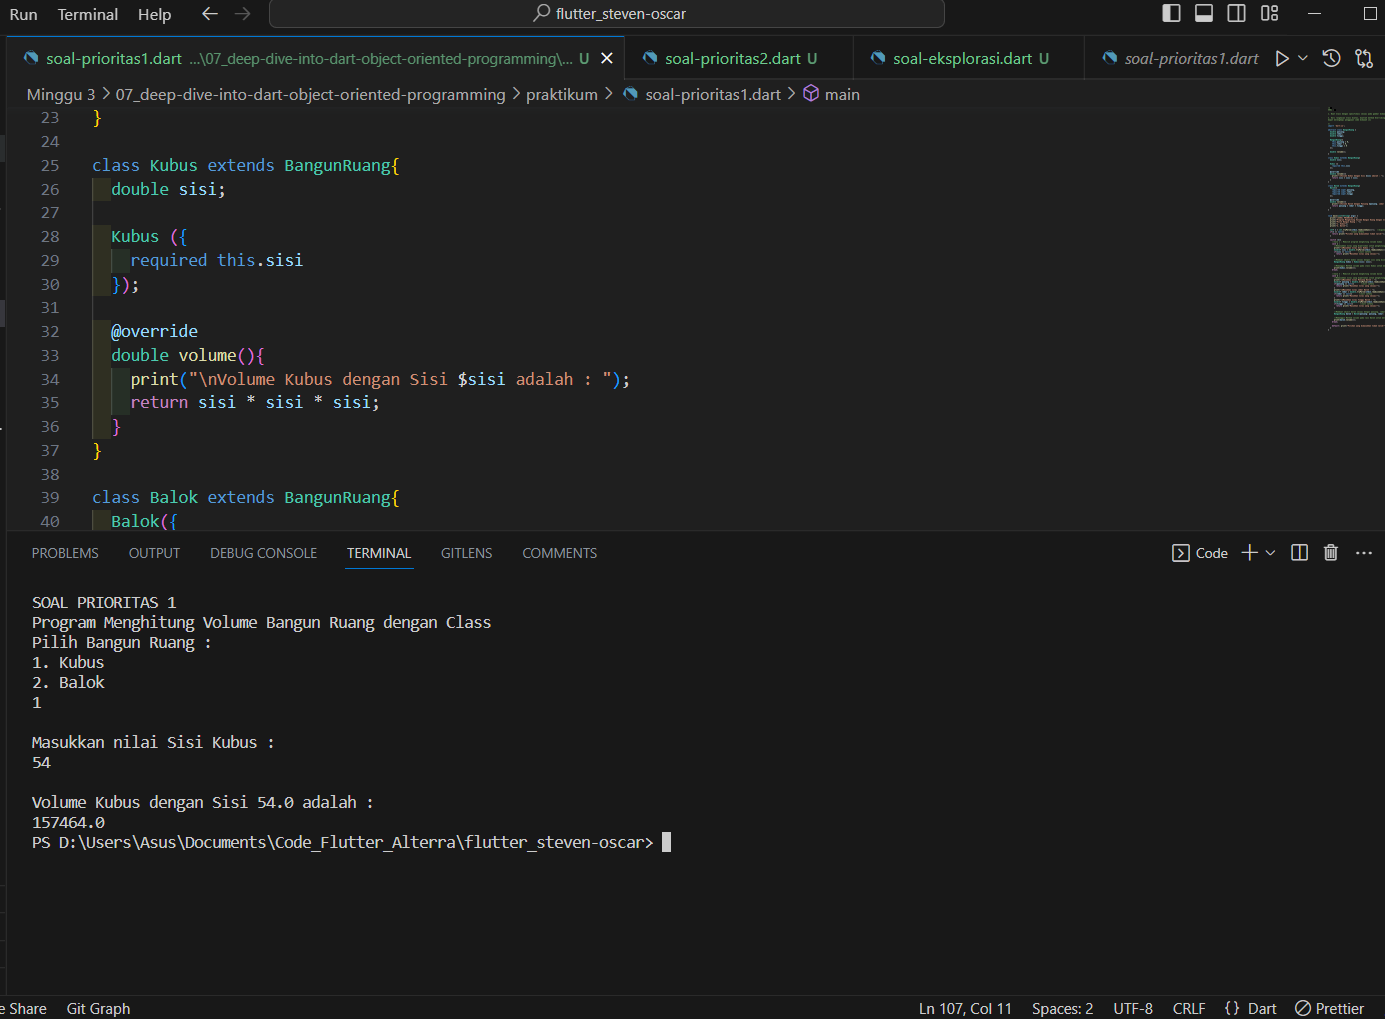 Run Terminal Help flutter_steven-oscar
soal-prioritas1.dart ...\07_deep-dive-into-dart-object-oriented-programming\... U soal-prioritas2.dart U soal-eksplorasi.dart U soal-prioritas1.dart
Minggu 3 > 07_deep-dive-into-dart-object-oriented-programming > praktikum > soal-prioritas1.dart > main
23 }
24
25 class Kubus extends BangunRuang{
26 double sisi;
27
28 Kubus ({
29 required this.sisi
30 });
31
32 @override
33 double volume(){
34 print("\nVolume Kubus dengan Sisi $sisi adalah : ");
35 return sisi * sisi * sisi;
36 }
37 }
38
39 class Balok extends BangunRuang{
40 Balok({
PROBLEMS OUTPUT DEBUG CONSOLE TERMINAL GITLENS COMMENTS Code
SOAL PRIORITAS 1
Program Menghitung Volume Bangun Ruang dengan Class
Pilih Bangun Ruang :
1. Kubus
2. Balok
1
Masukkan nilai Sisi Kubus :
54
Volume Kubus dengan Sisi 54.0 adalah :
157464.0
PS D:\Users\Asus\Documents\Code_Flutter_Alterra\flutter_steven-oscar>
e Share Git Graph Ln 107, Col 11 Spaces: 2 UTF-8 CRLF {} Dart Prettier